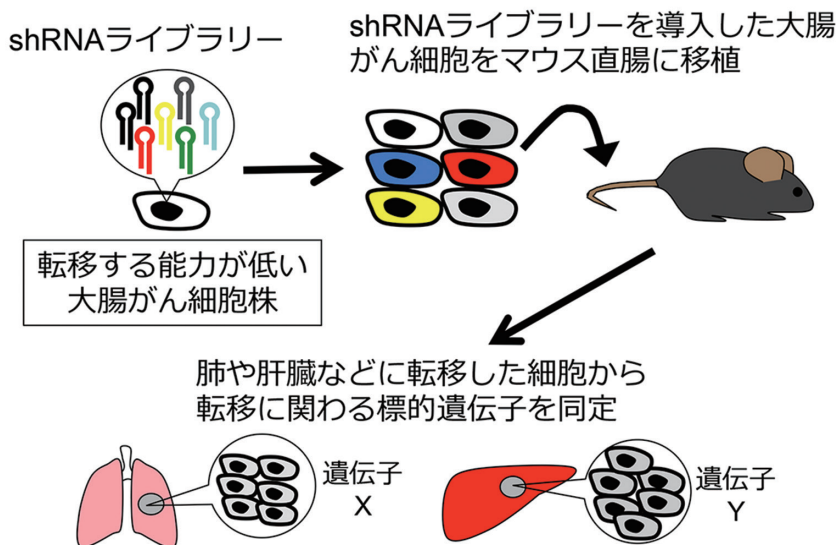 shRNAライブラリー
shRNAライブラリーを導入した大腸
がん細胞をマウス直腸に移植
転移する能力が低い
大腸がん細胞株
肺や肝臓などに転移した細胞から
転移に関わる標的遺伝子を同定
遺伝子
X
遺伝子
Y